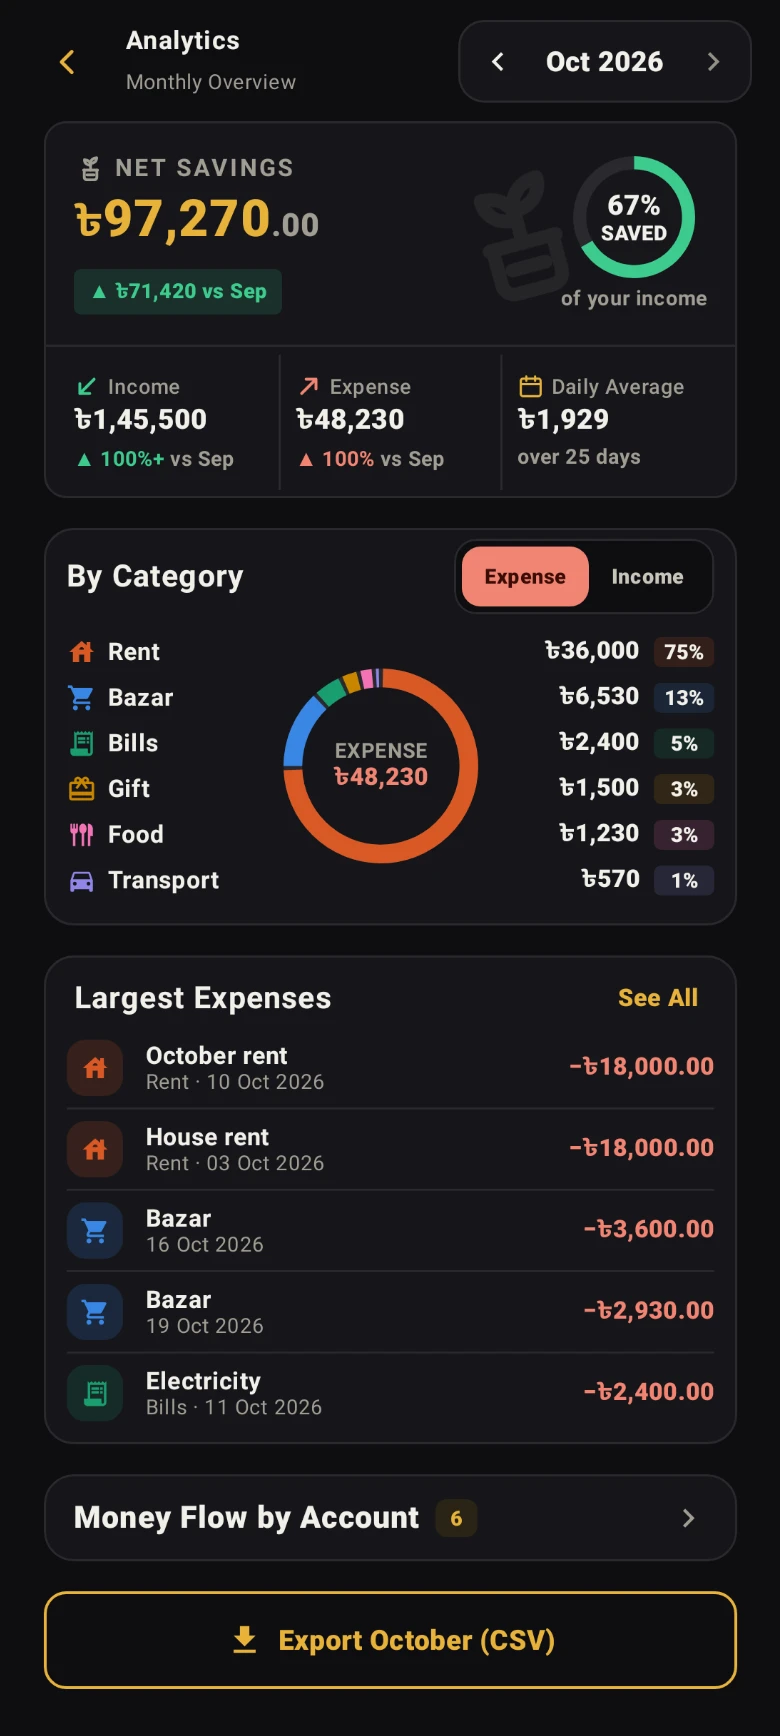 Analytics
Monthly Overview
Oct 2026
NET SAVINGS
৳97,270.00
▲ ৳71,420 vs Sep
67%
SAVED
of your income
Income
৳1,45,500
▲ 100%+ vs Sep
Expense
৳48,230
▲ 100% vs Sep
Daily Average
৳1,929
over 25 days
By Category
Expense
Income
Rent ৳36,000 75%
Bazar ৳6,530 13%
Bills ৳2,400 5%
Gift ৳1,500 3%
Food ৳1,230 3%
Transport ৳570 1%
EXPENSE
৳48,230
Largest Expenses
See All
October rent
Rent · 10 Oct 2026
−৳18,000.00
House rent
Rent · 03 Oct 2026
−৳18,000.00
Bazar
16 Oct 2026
−৳3,600.00
Bazar
19 Oct 2026
−৳2,930.00
Electricity
Bills · 11 Oct 2026
−৳2,400.00
Money Flow by Account 6
Export October (CSV)